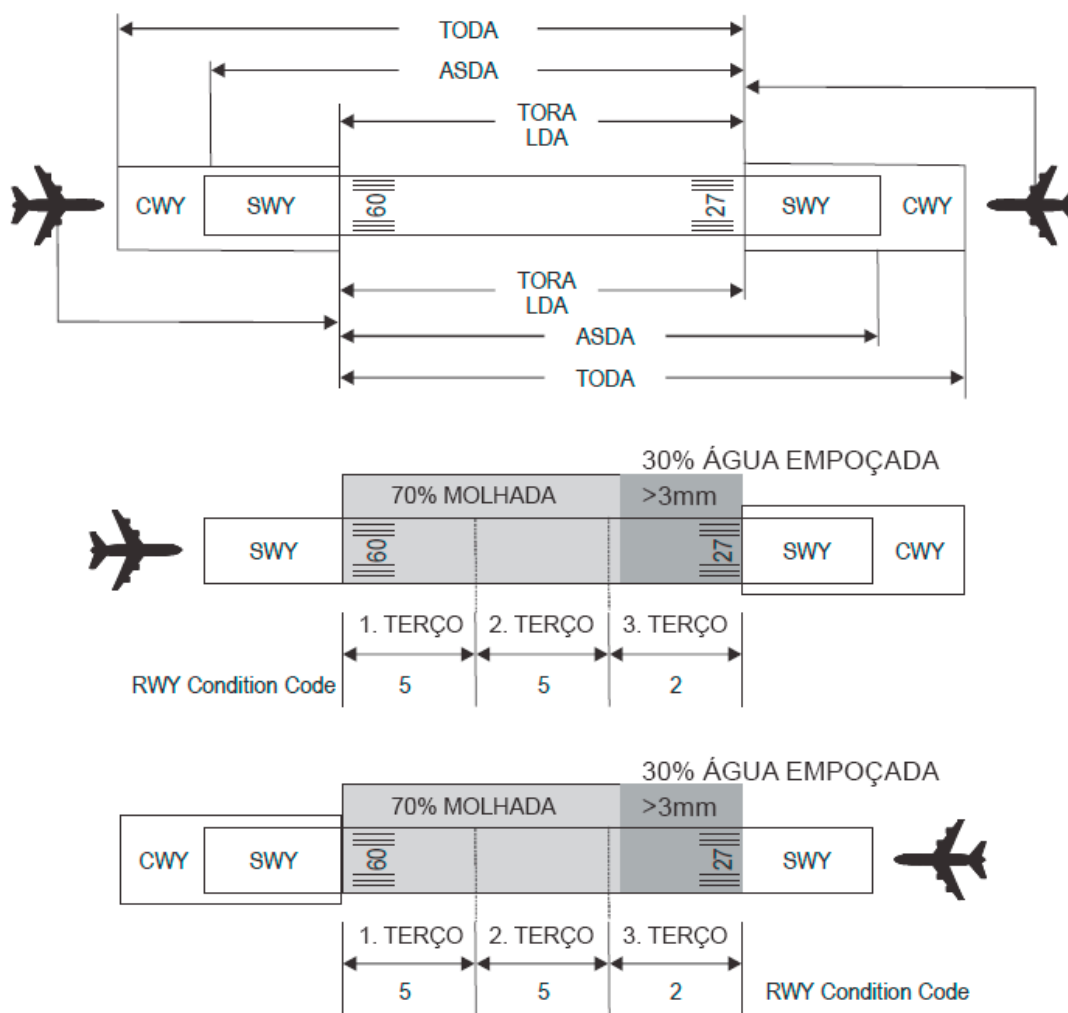 TODA
ASDA
TORA
LDA
CWY SWY 09 27 SWY CWY
TORA
LDA
ASDA
TODA
30% ÁGUA EMPOÇADA
70% MOLHADA >3mm
SWY 09 27 SWY CWY
1. TERÇO 2. TERÇO 3. TERÇO
RWY Condition Code 5 5 2
30% ÁGUA EMPOÇADA
70% MOLHADA >3mm
CWY SWY 09 27 SWY
1. TERÇO 2. TERÇO 3. TERÇO
5 5 2 RWY Condition Code